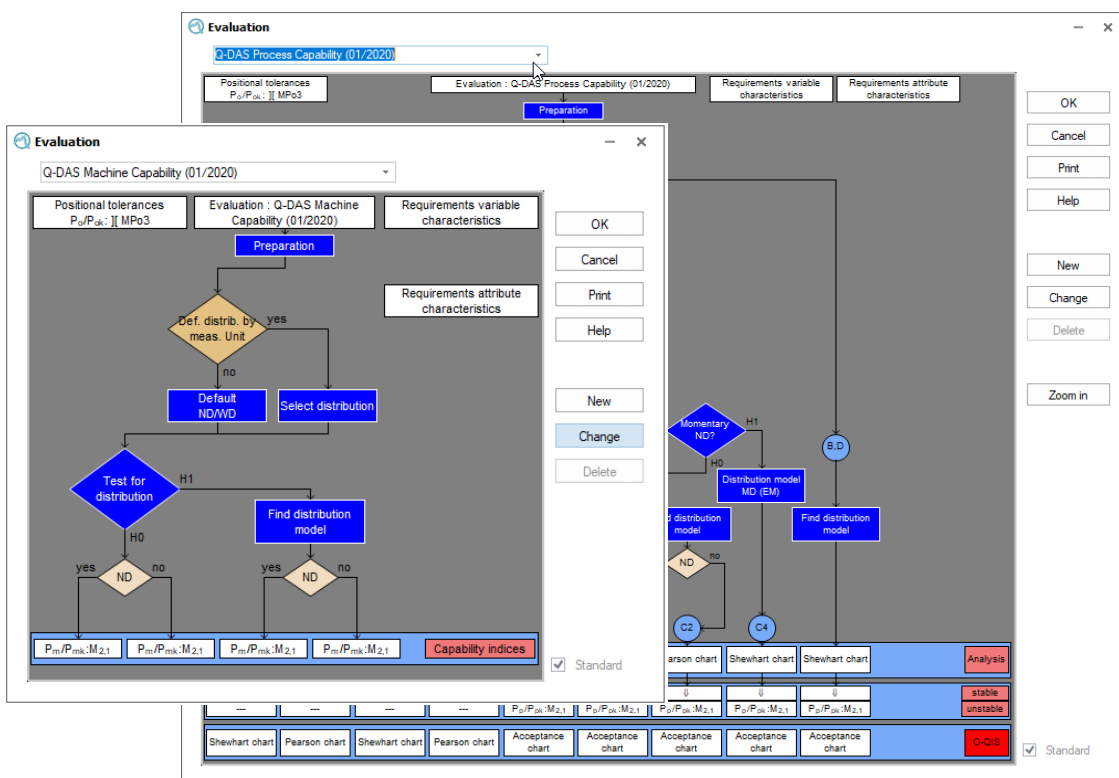 Evaluation
Q-DAS Process Capability (01/2020)
Positional tolerances
Po/Pok: ][ MPo3
Evaluation : Q-DAS Process Capability (01/2020)
Requirements variable
characteristics
Requirements attribute
characteristics
Preparation
OK
Cancel
Print
Help
New
Change
Delete
Zoom in
Momentary
ND?
H1
H0
B,D
Distribution model
MD (EM)
distribution
model
Find distribution
model
ND
no
C2
C4
arson chart
Shewhart chart
Shewhart chart
Analysis
⇓
⇓
⇓
stable
---
---
---
---
Pp/Ppk:M2,1
Pp/Ppk:M2,1
Pp/Ppk:M2,1
Pp/Ppk:M2,1
Pp/Ppk:M2,1
unstable
Shewhart chart
Pearson chart
Shewhart chart
Pearson chart
Acceptance
chart
Acceptance
chart
Acceptance
chart
Acceptance
chart
Acceptance
chart
O-QIS
Standard
Evaluation
Q-DAS Machine Capability (01/2020)
Positional tolerances
Po/Pok: ][ MPo3
Evaluation : Q-DAS Machine
Capability (01/2020)
Requirements variable
characteristics
Preparation
Requirements attribute
characteristics
Def. distrib. by
meas. Unit
yes
no
Default
ND/WD
Select distribution
Test for
distribution
H1
H0
Find distribution
model
yes
ND
no
yes
ND
no
Pm/Pmk:M2,1
Pm/Pmk:M2,1
Pm/Pmk:M2,1
Pm/Pmk:M2,1
Capability indices
OK
Cancel
Print
Help
New
Change
Delete
Standard